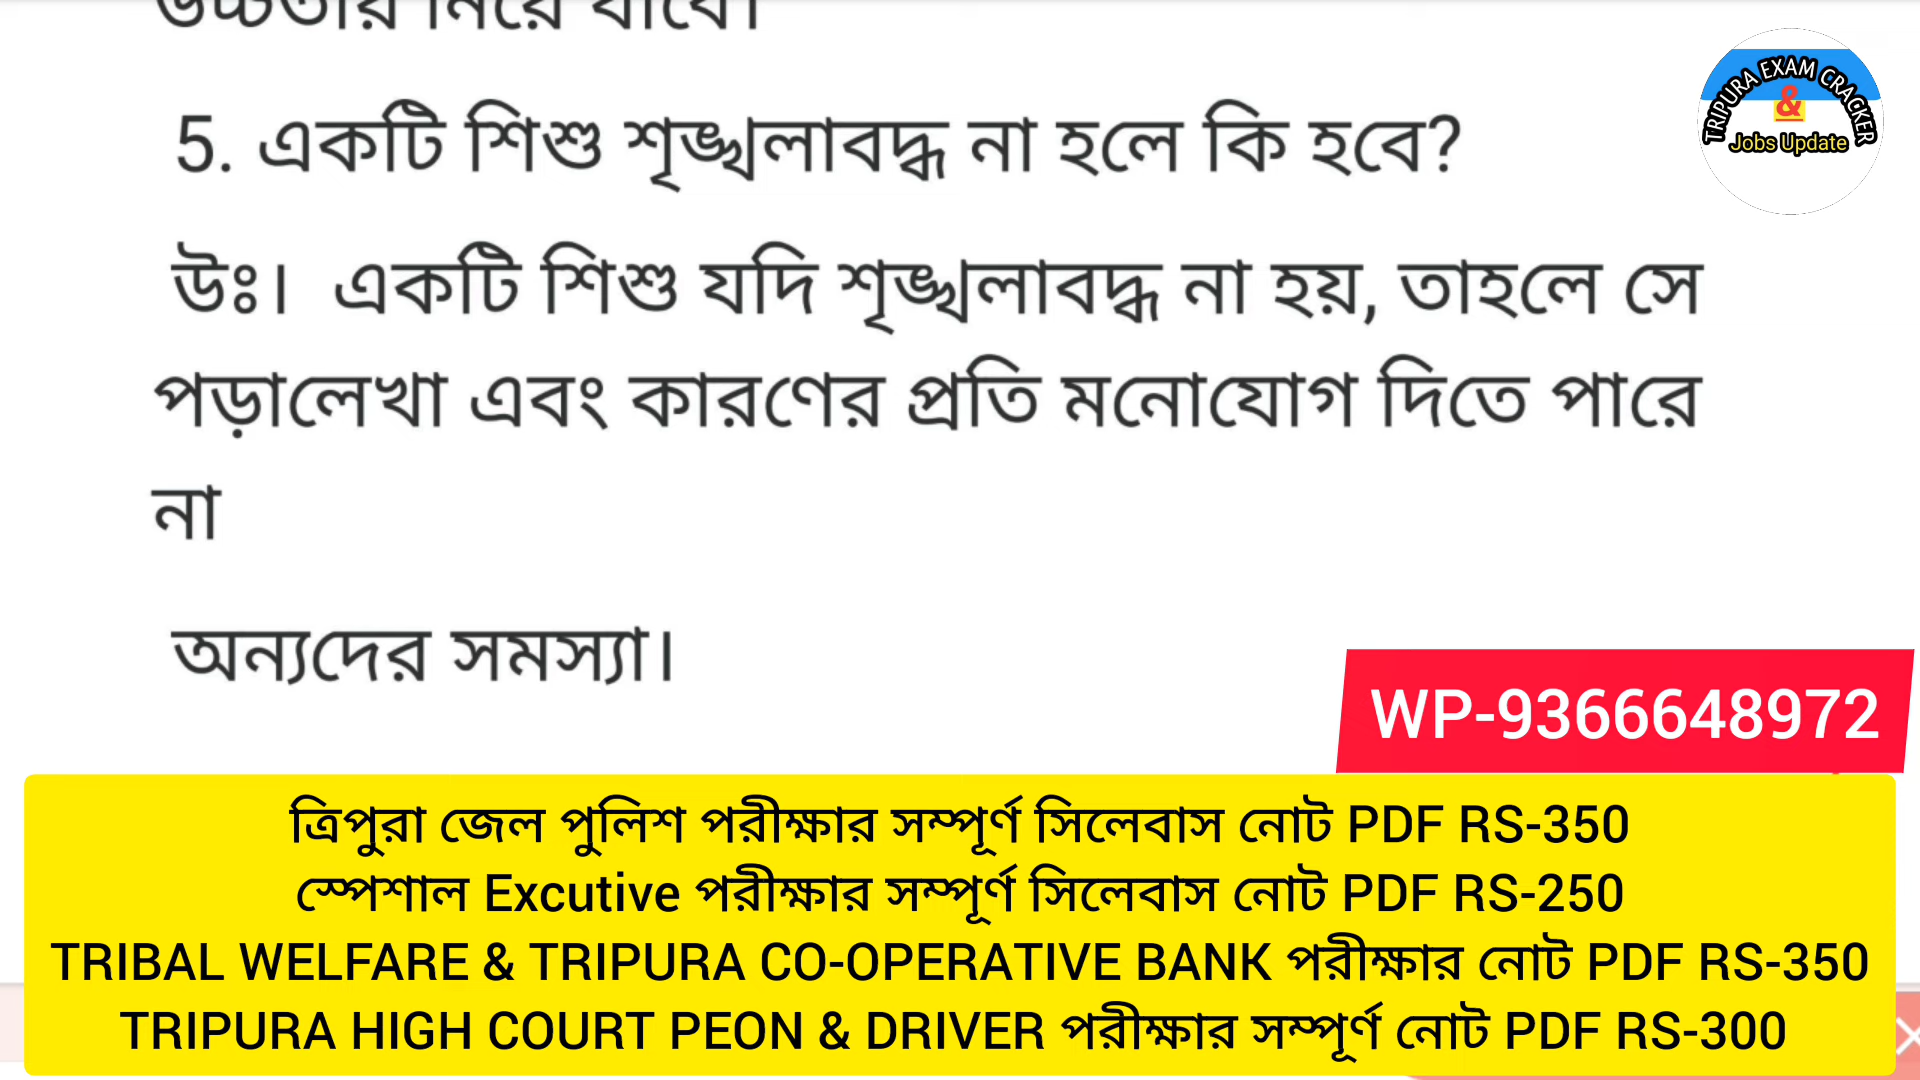 উচ্চতায় নিয়ে যাবে।
TRIPURA EXAM CRACKER
&
Jobs Update
5. একটি শিশু শৃঙ্খলাবদ্ধ না হলে কি হবে?
উঃ। একটি শিশু যদি শৃঙ্খলাবদ্ধ না হয়, তাহলে সে
পড়ালেখা এবং কারণের প্রতি মনোযোগ দিতে পারে
না
অন্যদের সমস্যা।
WP-9366648972
ত্রিপুরা জেল পুলিশ পরীক্ষার সম্পূর্ণ সিলেবাস নোট PDF RS-350
স্পেশাল Excutive পরীক্ষার সম্পূর্ণ সিলেবাস নোট PDF RS-250
TRIBAL WELFARE & TRIPURA CO-OPERATIVE BANK পরীক্ষার নোট PDF RS-350
TRIPURA HIGH COURT PEON & DRIVER পরীক্ষার সম্পূর্ণ নোট PDF RS-300